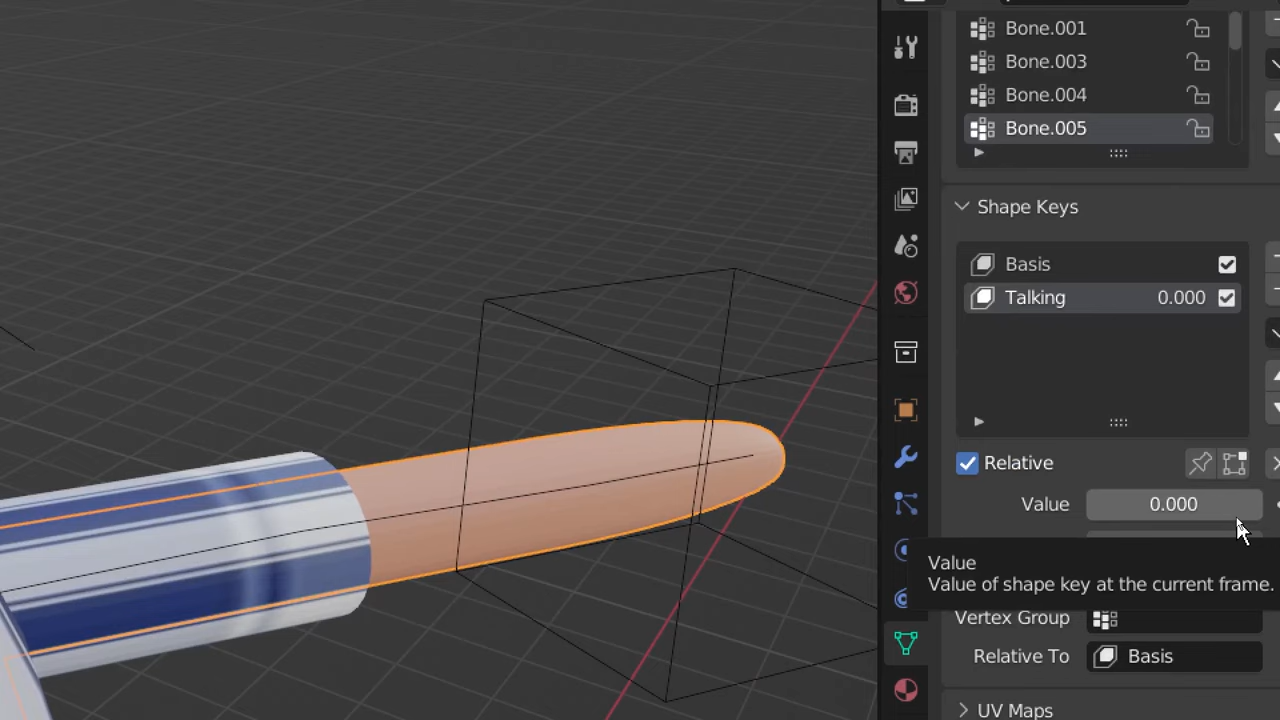 Bone.001
Bone.003
Bone.004
Bone.005
Shape Keys
Basis
Talking 0.000
Relative
Value 0.000
Value
Value of shape key at the current frame.
Vertex Group
Relative To Basis
UV Maps